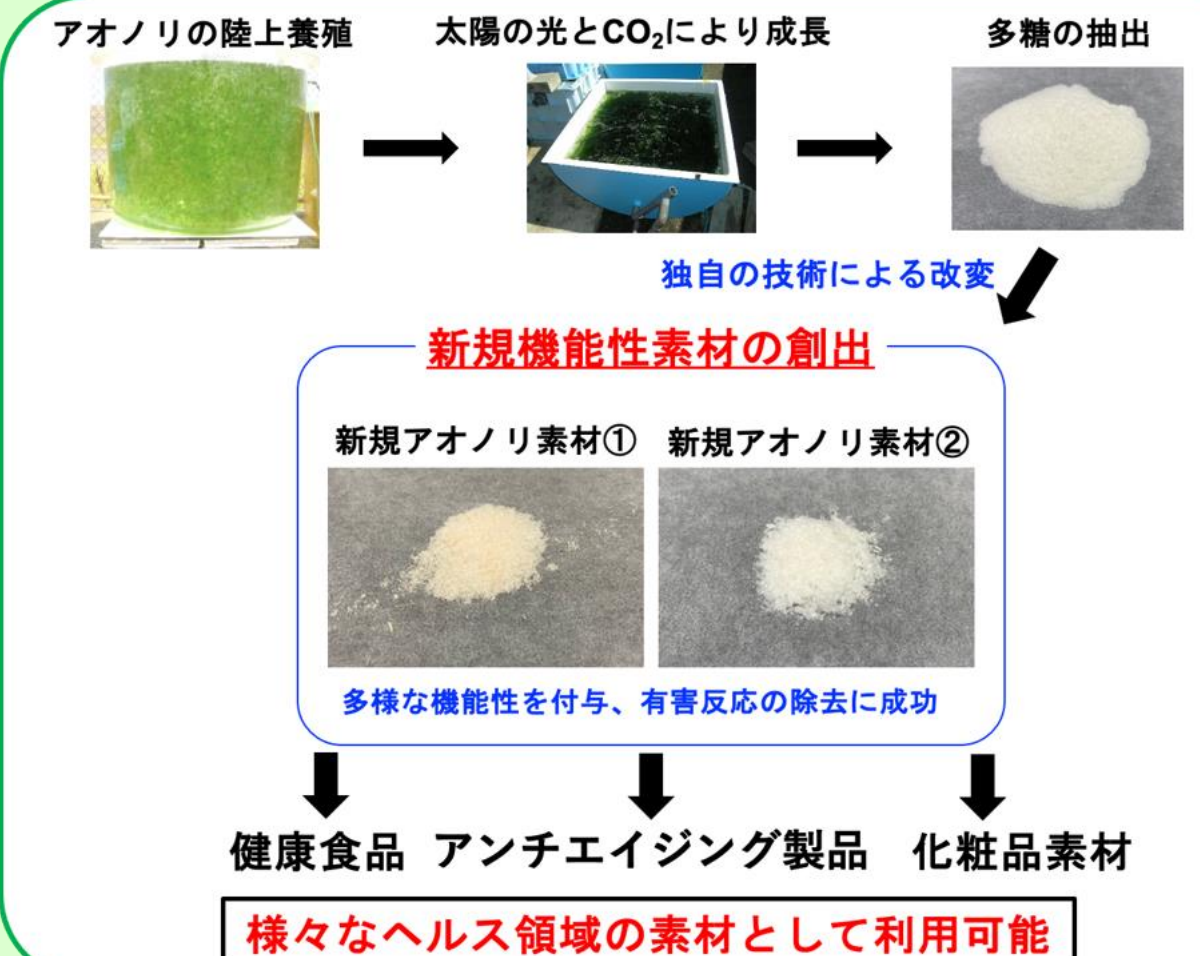 アオノリの陸上養殖
太陽の光とCO₂により成長
多糖の抽出
独自の技術による改変
新規機能性素材の創出
新規アオノリ素材①
新規アオノリ素材②
多様な機能性を付与、有害反応の除去に成功
健康食品
アンチエイジング製品
化粧品素材
様々なヘルス領域の素材として利用可能